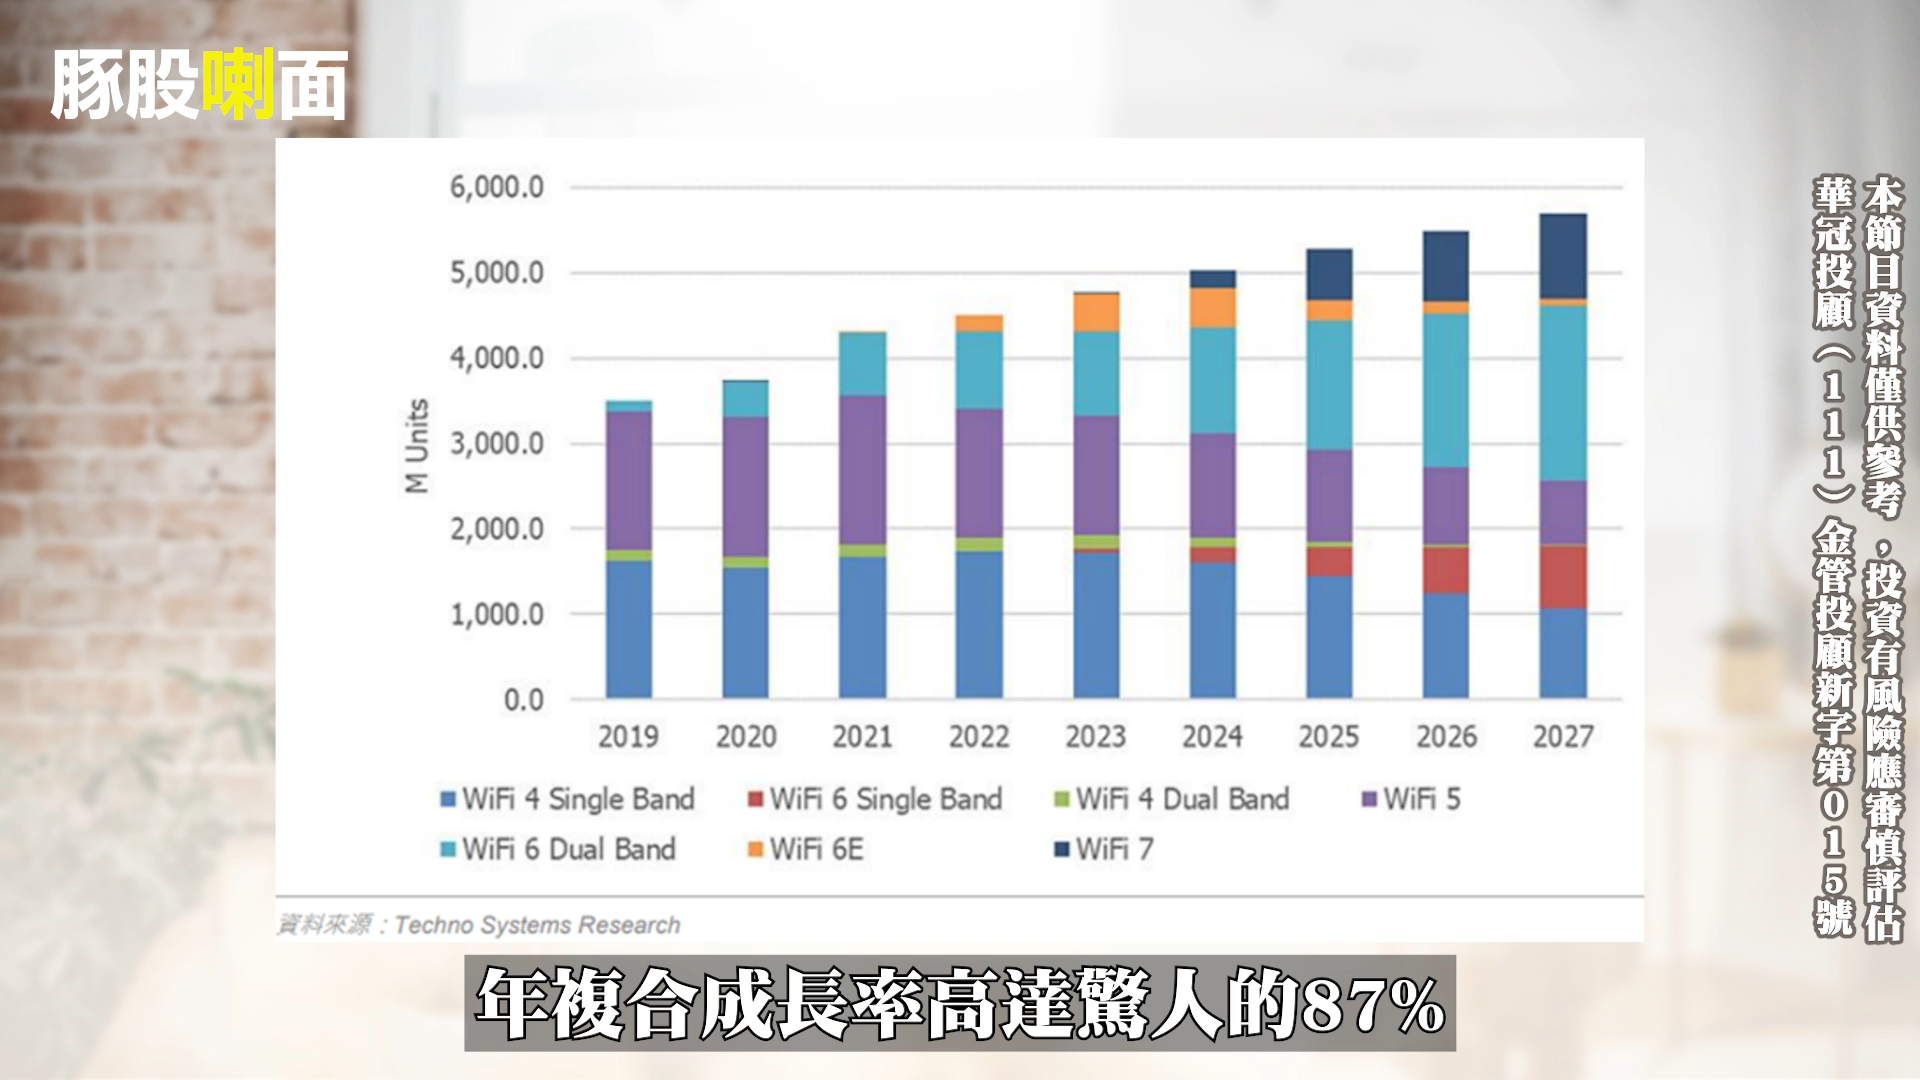 豚股喇面
6,000.0
5,000.0
4,000.0
3,000.0
2,000.0
1,000.0
0.0
M Units
2019 2020 2021 2022 2023 2024 2025 2026 2027
WiFi 4 Single Band WiFi 6 Single Band WiFi 4 Dual Band WiFi 5
WiFi 6 Dual Band WiFi 6E WiFi 7
資料來源：Techno Systems Research
年複合成長率高達驚人的87%
本節目資料僅供參考，投資有風險應審慎評估
華冠投顧（111）金管投顧新字第015號